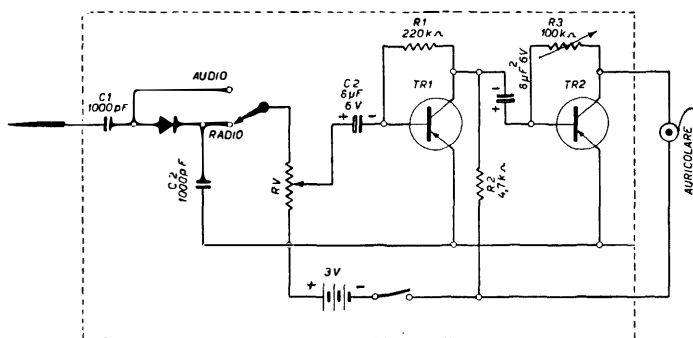 C1
1000pF
AUDIO
RADIO
C2
1000pF
RV
C2
8µF
6V
+
-
R1
220kΩ
TR1
R2
4,7kΩ
2
8µF 6V
-
+
R3
100kΩ
TR2
AURICOLARE
+
3V
-